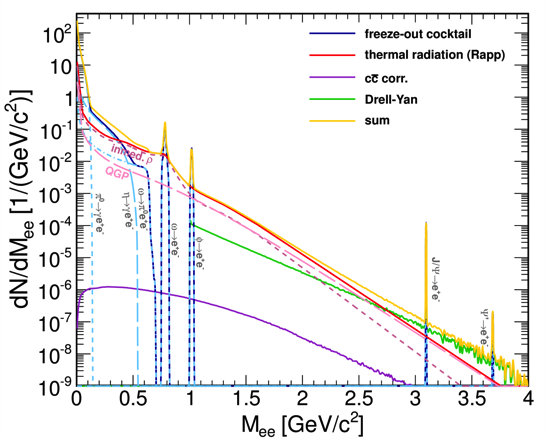 freeze-out cocktail
thermal radiation (Rapp)
cc̅ corr.
Drell-Yan
sum
dN/dMee [1/(GeV/c²)]
10²
10
1
10⁻¹
10⁻²
10⁻³
10⁻⁴
10⁻⁵
10⁻⁶
10⁻⁷
10⁻⁸
10⁻⁹
in-med. ρ
QGP
π⁰→γe⁺e⁻
η→γe⁺e⁻
ω→π⁰e⁺e⁻
ω→e⁺e⁻
ϕ→e⁺e⁻
J/Ψ→e⁺e⁻
Ψ'→e⁺e⁻
0 0.5 1 1.5 2 2.5 3 3.5 4
Mee [GeV/c²]